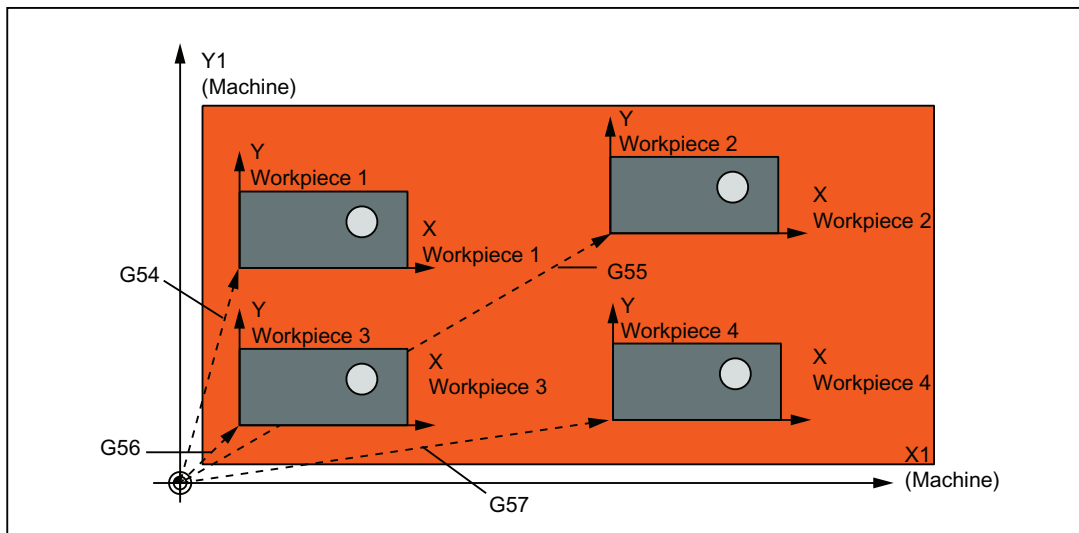 Y1
(Machine)
Y
Workpiece 2
Y
Workpiece 1
X
Workpiece 2
X
Workpiece 1
G54
G55
Y
Workpiece 3
Y
Workpiece 4
X
Workpiece 3
X
Workpiece 4
G56
X1
(Machine)
G57